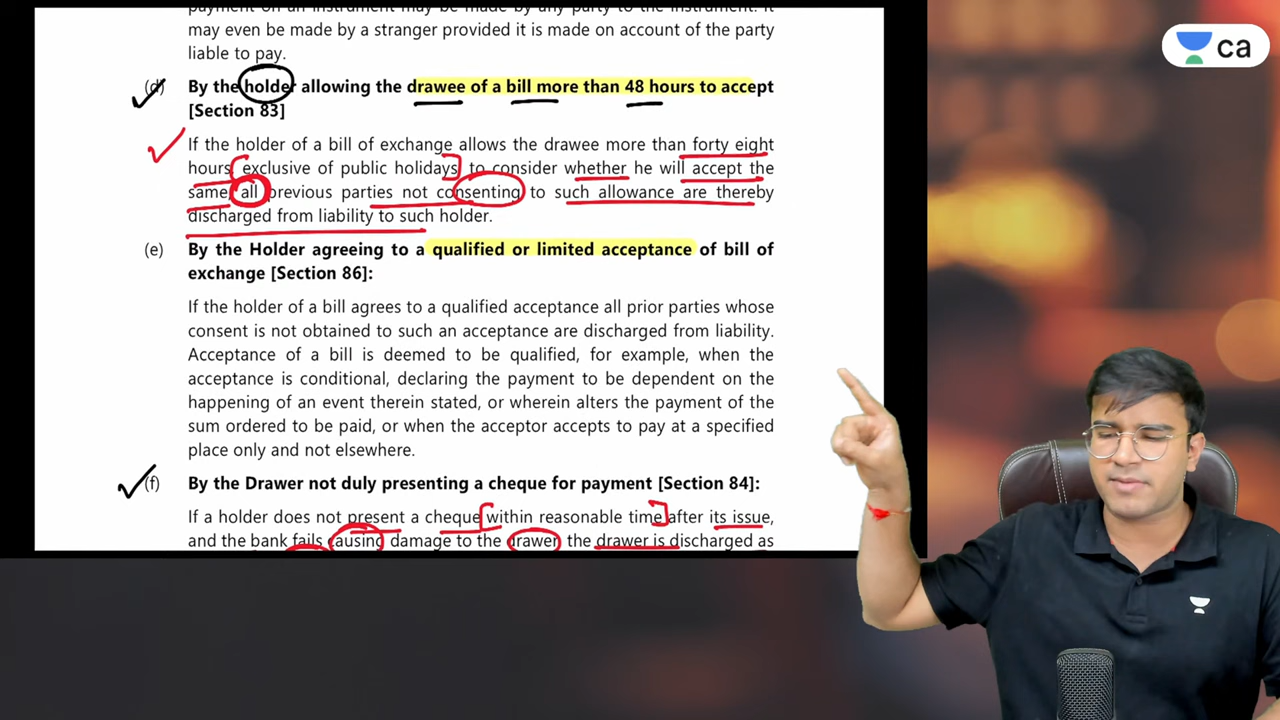 payment on an instrument may be made by any party to the instrument. It
may even be made by a stranger provided it is made on account of the party
liable to pay.
(d) By the holder allowing the drawee of a bill more than 48 hours to accept
[Section 83]
If the holder of a bill of exchange allows the drawee more than forty eight
hours, exclusive of public holidays, to consider whether he will accept the
same, all previous parties not consenting to such allowance are thereby
discharged from liability to such holder.
(e) By the Holder agreeing to a qualified or limited acceptance of bill of
exchange [Section 86]:
If the holder of a bill agrees to a qualified acceptance all prior parties whose
consent is not obtained to such an acceptance are discharged from liability.
Acceptance of a bill is deemed to be qualified, for example, when the
acceptance is conditional, declaring the payment to be dependent on the
happening of an event therein stated, or wherein alters the payment of the
sum ordered to be paid, or when the acceptor accepts to pay at a specified
place only and not elsewhere.
(f) By the Drawer not duly presenting a cheque for payment [Section 84]:
If a holder does not present a cheque within reasonable time after its issue,
and the bank fails causing damage to the drawer, the drawer is discharged as
ca